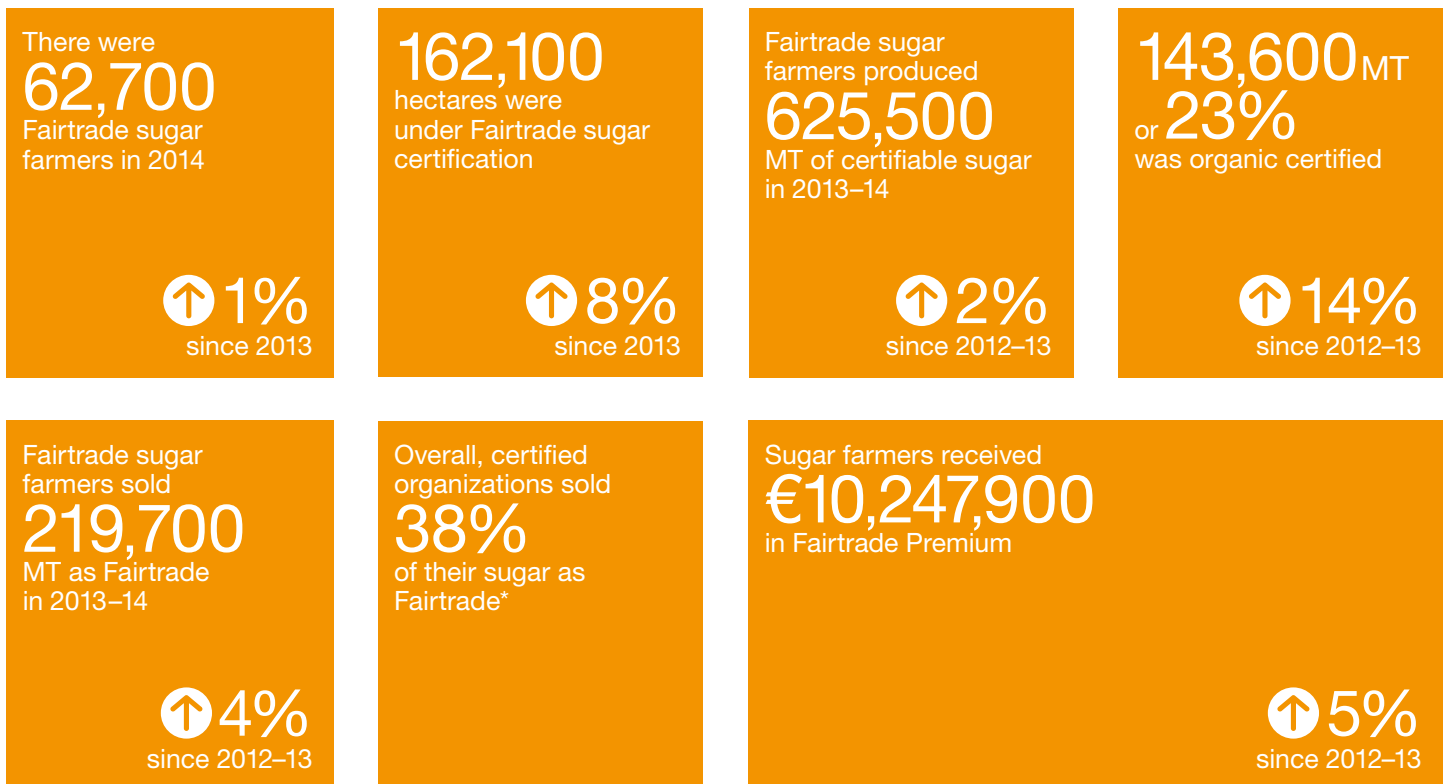 There were
62,700
Fairtrade sugar
farmers in 2014
1%
since 2013
162,100
hectares were
under Fairtrade sugar
certification
8%
since 2013
Fairtrade sugar
farmers produced
625,500
MT of certifiable sugar
in 2013–14
2%
since 2012–13
143,600 MT
or 23%
was organic certified
14%
since 2012–13
Fairtrade sugar
farmers sold
219,700
MT as Fairtrade
in 2013–14
4%
since 2012–13
Overall, certified
organizations sold
38%
of their sugar as
Fairtrade*
Sugar farmers received
€10,247,900
in Fairtrade Premium
5%
since 2012–13